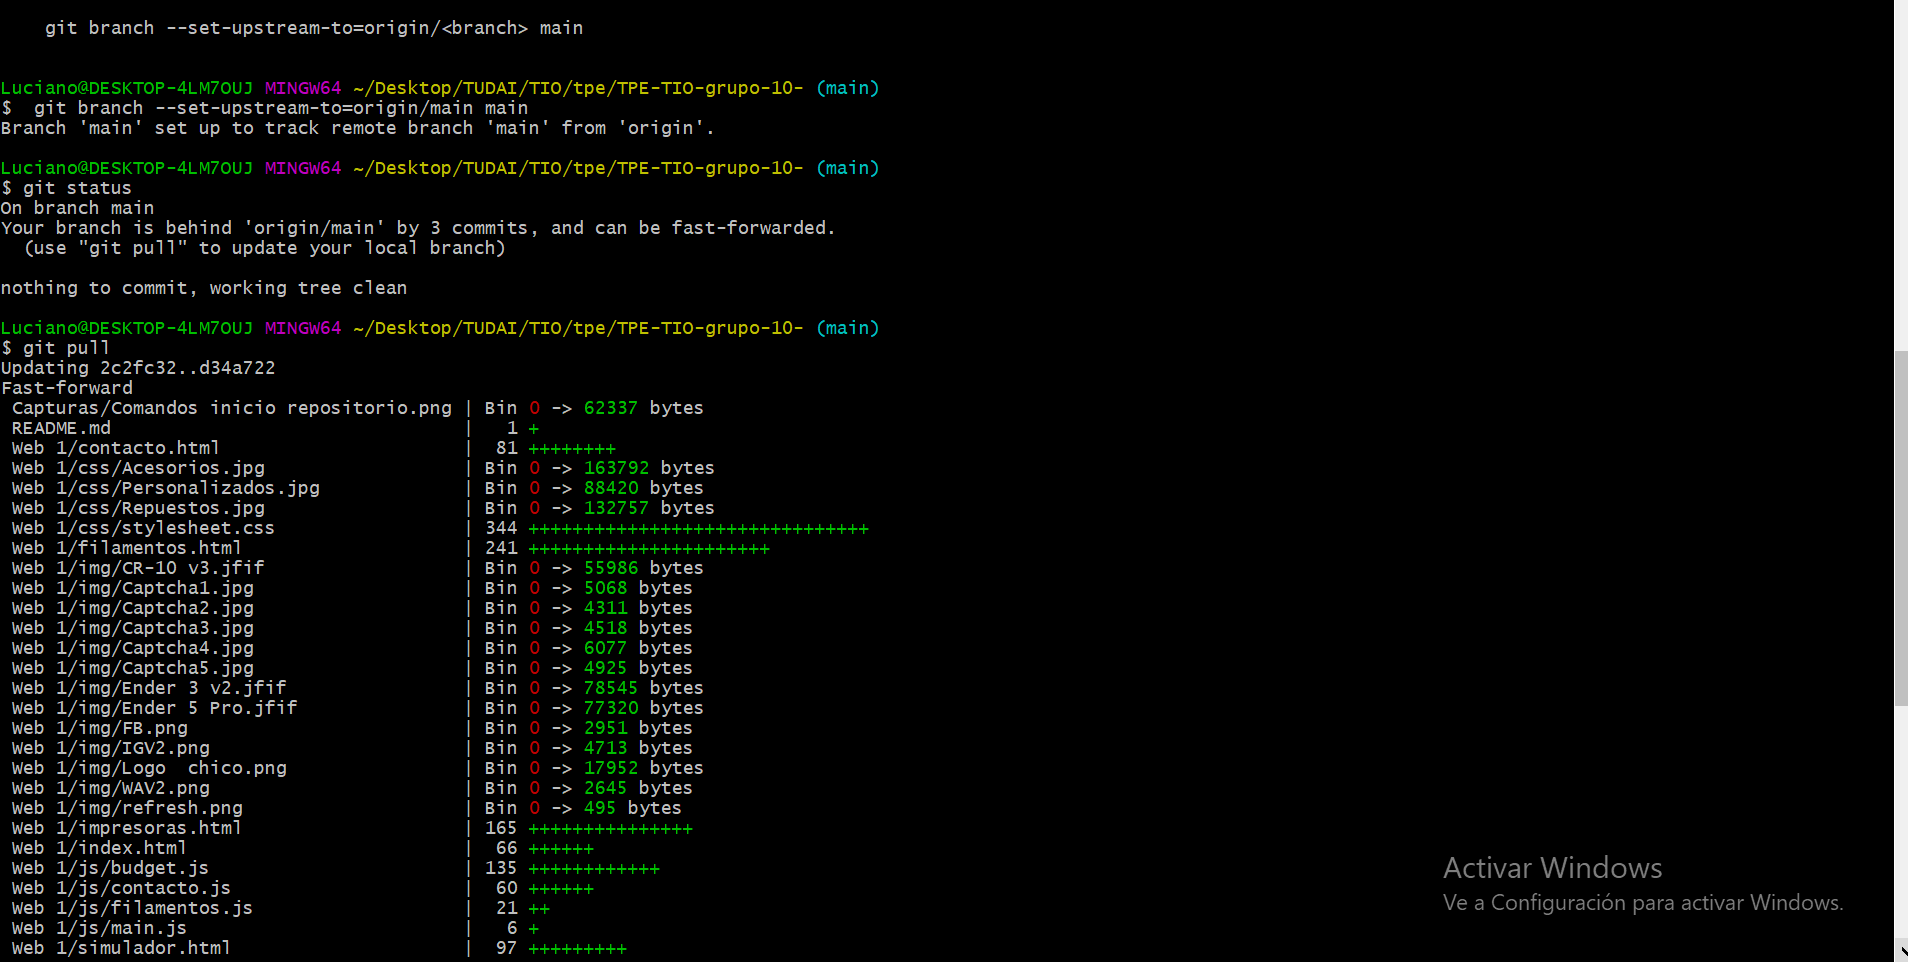 git branch --set-upstream-to=origin/<branch> main
Luciano@DESKTOP-4LM7OUJ MINGW64 ~/Desktop/TUDAI/TIO/tpe/TPE-TIO-grupo-10- (main)
$  git branch --set-upstream-to=origin/main main
Branch 'main' set up to track remote branch 'main' from 'origin'.
Luciano@DESKTOP-4LM7OUJ MINGW64 ~/Desktop/TUDAI/TIO/tpe/TPE-TIO-grupo-10- (main)
$ git status
On branch main
Your branch is behind 'origin/main' by 3 commits, and can be fast-forwarded.
(use "git pull" to update your local branch)
nothing to commit, working tree clean
Luciano@DESKTOP-4LM7OUJ MINGW64 ~/Desktop/TUDAI/TIO/tpe/TPE-TIO-grupo-10- (main)
$ git pull
Updating 2c2fc32..d34a722
Fast-forward
Capturas/Comandos inicio repositorio.png | Bin 0 -> 62337 bytes
README.md | 1 +
Web 1/contacto.html | 81 ++++++++
Web 1/css/Acesorios.jpg | Bin 0 -> 163792 bytes
Web 1/css/Personalizados.jpg | Bin 0 -> 88420 bytes
Web 1/css/Repuestos.jpg | Bin 0 -> 132757 bytes
Web 1/css/stylesheet.css | 344 +++++++++++++++++++++++++++++++
Web 1/filamentos.html | 241 ++++++++++++++++++++++
Web 1/img/CR-10 v3.jfif | Bin 0 -> 55986 bytes
Web 1/img/Captcha1.jpg | Bin 0 -> 5068 bytes
Web 1/img/Captcha2.jpg | Bin 0 -> 4311 bytes
Web 1/img/Captcha3.jpg | Bin 0 -> 4518 bytes
Web 1/img/Captcha4.jpg | Bin 0 -> 6077 bytes
Web 1/img/Captcha5.jpg | Bin 0 -> 4925 bytes
Web 1/img/Ender 3 v2.jfif | Bin 0 -> 78545 bytes
Web 1/img/Ender 5 Pro.jfif | Bin 0 -> 77320 bytes
Web 1/img/FB.png | Bin 0 -> 2951 bytes
Web 1/img/IGV2.png | Bin 0 -> 4713 bytes
Web 1/img/Logo  chico.png | Bin 0 -> 17952 bytes
Web 1/img/WAV2.png | Bin 0 -> 2645 bytes
Web 1/img/refresh.png | Bin 0 -> 495 bytes
Web 1/impresoras.html | 165 +++++++++++++++
Web 1/index.html | 66 ++++++
Web 1/js/budget.js | 135 ++++++++++++
Web 1/js/contacto.js | 60 ++++++
Web 1/js/filamentos.js | 21 ++
Web 1/js/main.js | 6 +
Web 1/simulador.html | 97 +++++++++
Activar Windows
Ve a Configuración para activar Windows.